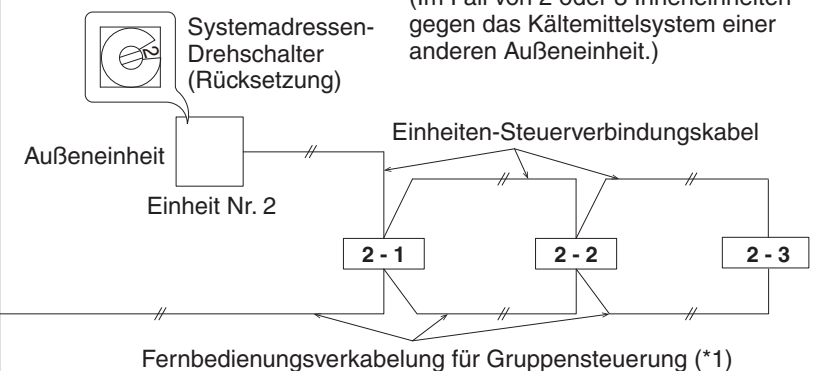 (Im Fall von 2 oder 3 Inneneinheiten
gegen das Kältemittelsystem einer
anderen Außeneinheit.)
Systemadressen-
Drehschalter
(Rücksetzung)
2
Außeneinheit
Einheit Nr. 2
Einheiten-Steuerverbindungskabel
2 - 1
2 - 2
2 - 3
Fernbedienungsverkabelung für Gruppensteuerung (*1)